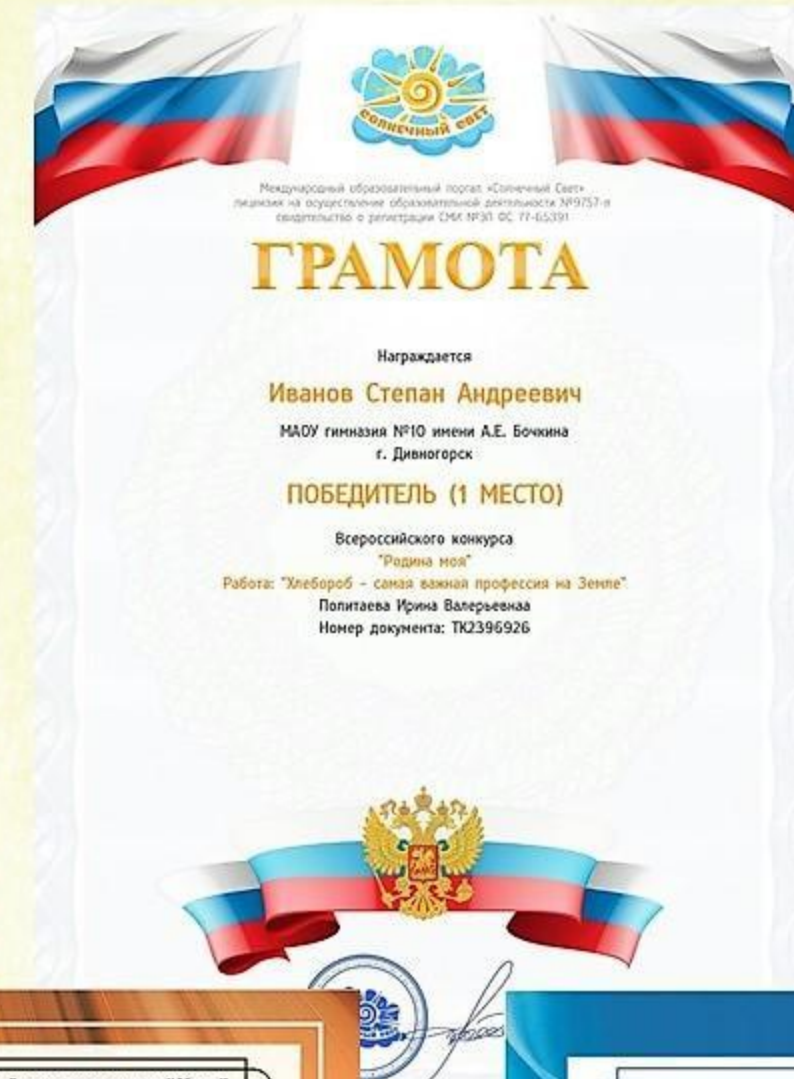 СОЛНЕЧНЫЙ СВЕТ
Международный образовательный портал «Солнечный Свет»
лицензия на осуществление образовательной деятельности №9757-л
свидетельство о регистрации СМИ №ЭЛ ФС 77-65391
ГРАМОТА
Награждается
Иванов Степан Андреевич
МАОУ гимназия №10 имени А.Е. Бочкина
г. Дивногорск
ПОБЕДИТЕЛЬ (1 МЕСТО)
Всероссийского конкурса
"Родина моя"
Работа: "Хлебороб - самая важная профессия на Земле"
Политаева Ирина Валерьевнаа
Номер документа: ТК2396926